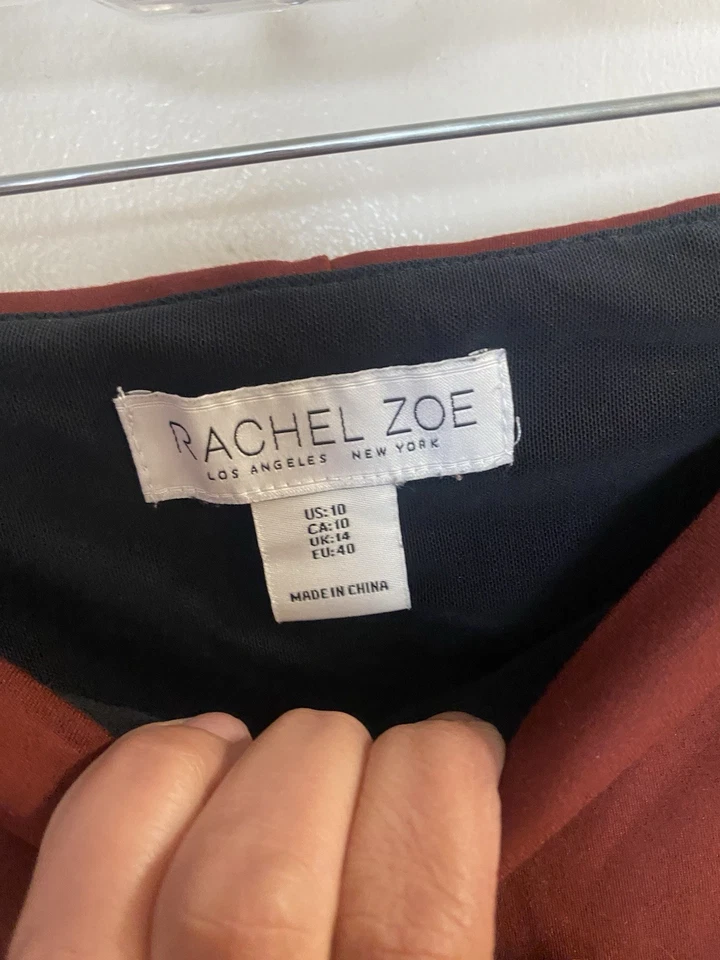 RACHEL ZOE
LOS ANGELES NEW YORK
US:10
CA:10
UK:14
EU:40
MADE IN CHINA